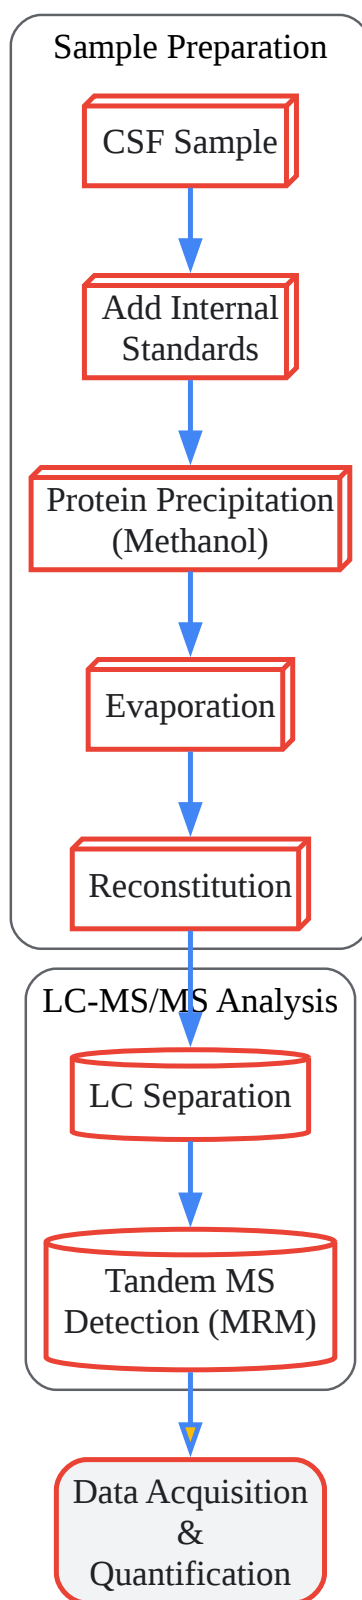 Sample Preparation
CSF Sample
Add Internal
Standards
Protein Precipitation
(Methanol)
Evaporation
Reconstitution
LC-MS/MS Analysis
LC Separation
Tandem MS
Detection (MRM)
Data Acquisition
&
Quantification